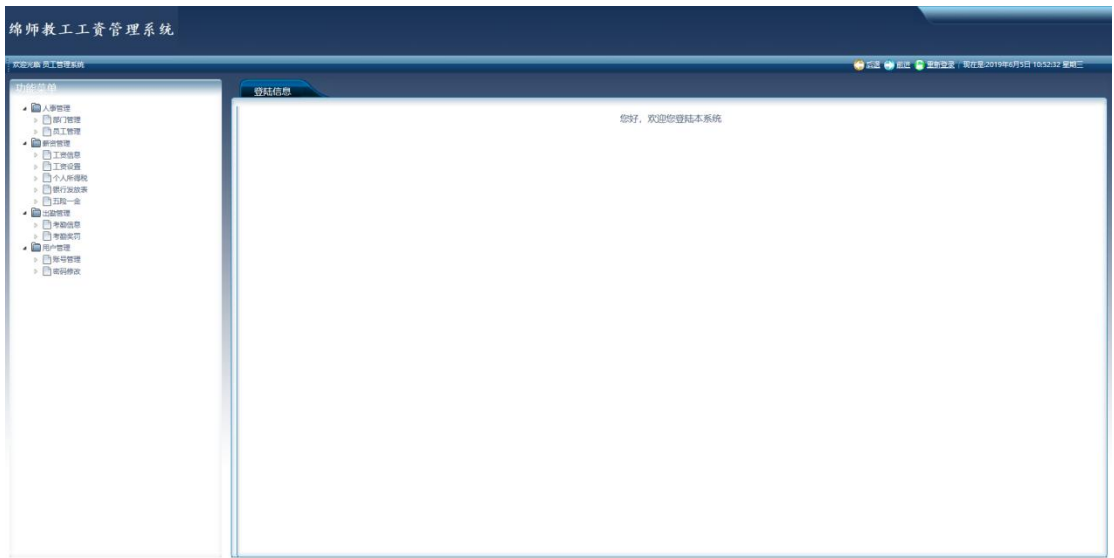 绵师教工工资管理系统
欢迎光临 员工管理系统
后退 前进 重新登录 | 现在是:2019年6月5日 10:52:32 星期三
功能菜单
登陆信息
人事管理
部门管理
员工管理
薪资管理
工资信息
工资设置
个人所得税
银行发放表
五险一金
出勤管理
考勤信息
考勤奖罚
用户管理
账号管理
密码修改
您好，欢迎您登陆本系统